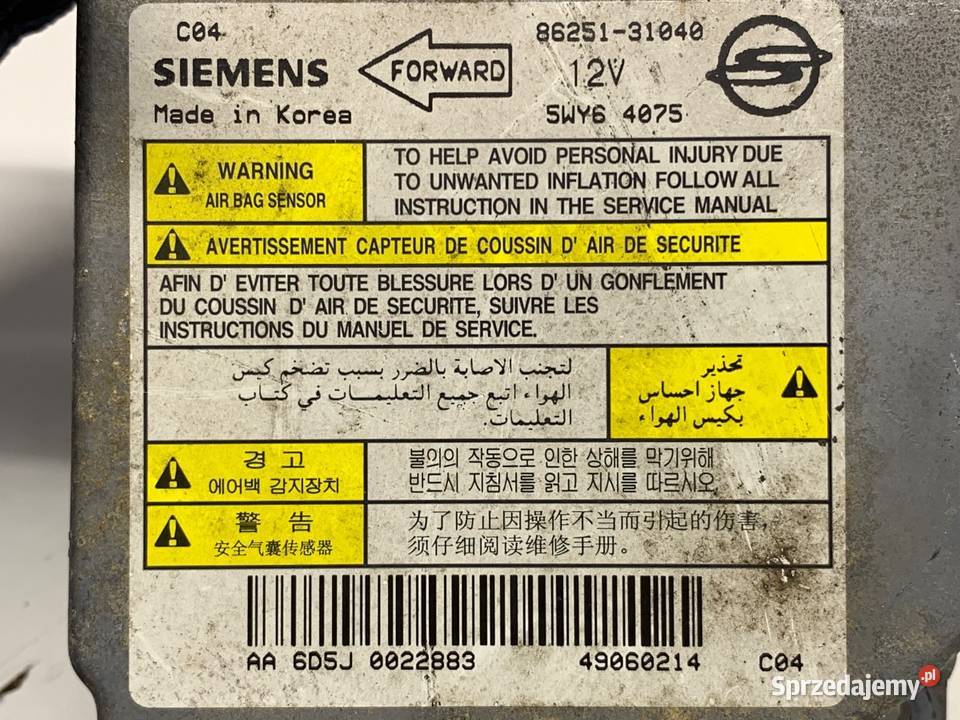 C04
86251-31040
SIEMENS
FORWARD
12V
Made in Korea
5WY6 4075
WARNING
AIR BAG SENSOR
TO HELP AVOID PERSONAL INJURY DUE
TO UNWANTED INFLATION FOLLOW ALL
INSTRUCTION IN THE SERVICE MANUAL
AVERTISSEMENT CAPTEUR DE COUSSIN D' AIR DE SECURITE
AFIN D' EVITER TOUTE BLESSURE LORS D' UN GONFLEMENT
DU COUSSIN D' AIR DE SECURITE, SUIVRE LES
INSTRUCTIONS DU MANUEL DE SERVICE.
تحذير
جهاز احساس
بكيس الهواء
لتجنب الاصابة بالضرر بسبب تضخم كيس
الهواء اتبع جميع التعليمـــات في كتاب
التعليمات.
경 고
에어백 감지장치
불의의 작동으로 인한 상해를 막기위해
반드시 지침서를 읽고 지시를 따르시오.
警 告
安全气囊传感器
为了防止因操作不当而引起的伤害，
须仔细阅读维修手册。
AA 6D5J 0022883
49060214
C04
Sprzedajemy.pl